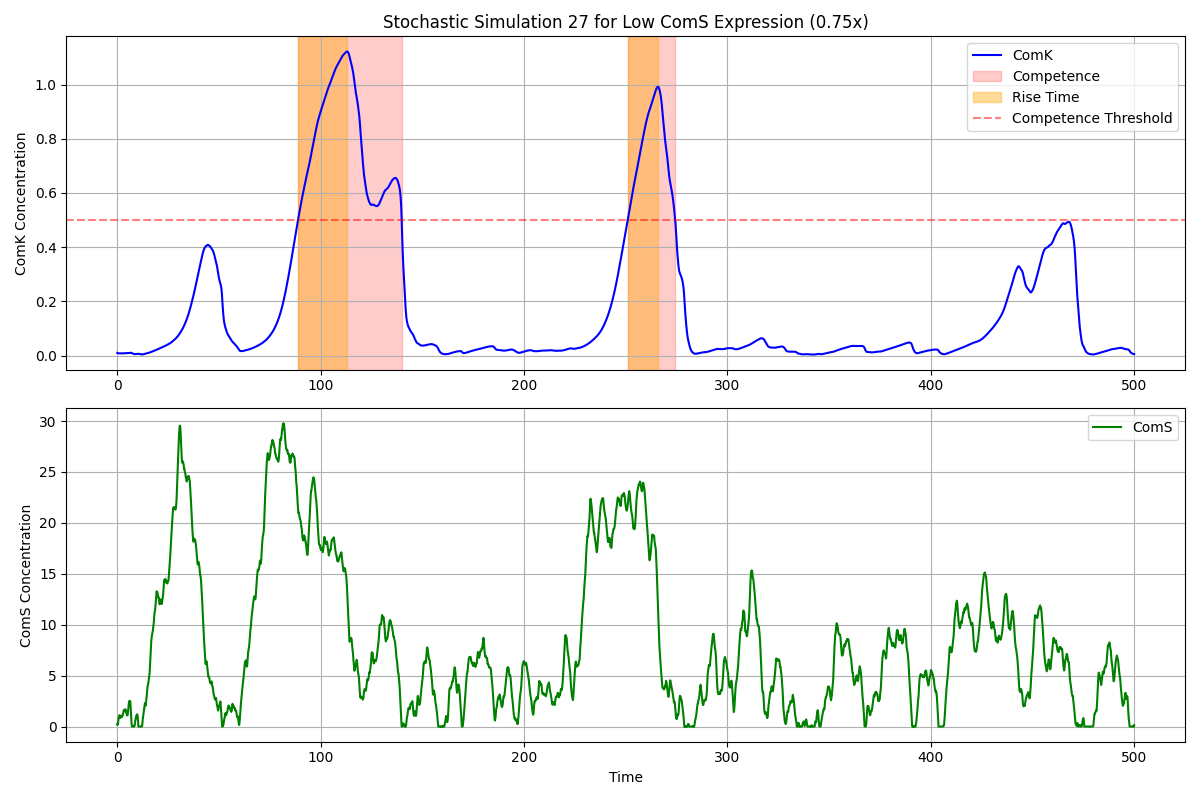 Stochastic Simulation 27 for Low ComS Expression (0.75x)
ComK Concentration
1.0
0.8
0.6
0.4
0.2
0.0
ComK
Competence
Rise Time
Competence Threshold
0 100 200 300 400 500
ComS Concentration
30
25
20
15
10
5
0
ComS
0 100 200 300 400 500
Time